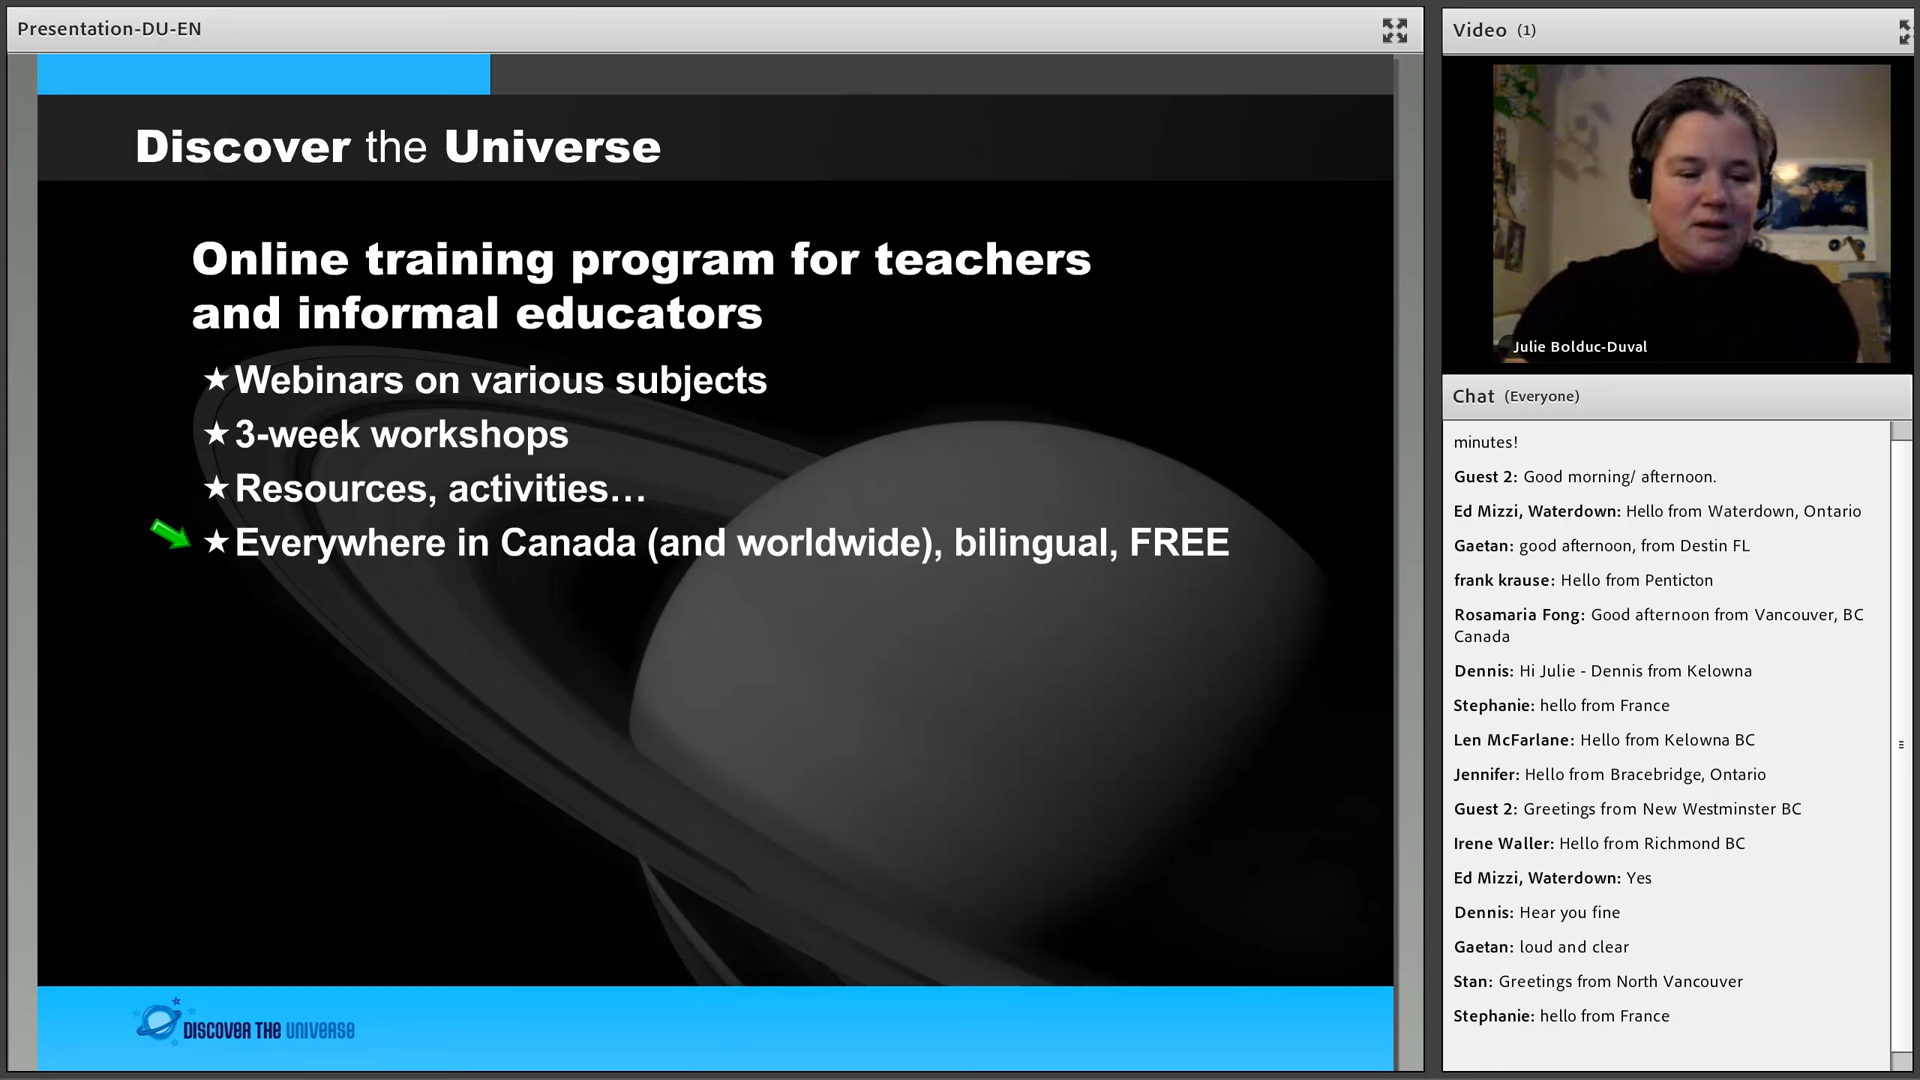 Presentation-DU-EN
Discover the Universe
Online training program for teachers
and informal educators
★Webinars on various subjects
★3-week workshops
★Resources, activities...
★Everywhere in Canada (and worldwide), bilingual, FREE
DISCOVER THE UNIVERSE
Video (1)
Julie Bolduc-Duval
Chat (Everyone)
minutes!
Guest 2: Good morning/ afternoon.
Ed Mizzi, Waterdown: Hello from Waterdown, Ontario
Gaetan: good afternoon, from Destin FL
frank krause: Hello from Penticton
Rosamaria Fong: Good afternoon from Vancouver, BC
Canada
Dennis: Hi Julie - Dennis from Kelowna
Stephanie: hello from France
Len McFarlane: Hello from Kelowna BC
Jennifer: Hello from Bracebridge, Ontario
Guest 2: Greetings from New Westminster BC
Irene Waller: Hello from Richmond BC
Ed Mizzi, Waterdown: Yes
Dennis: Hear you fine
Gaetan: loud and clear
Stan: Greetings from North Vancouver
Stephanie: hello from France